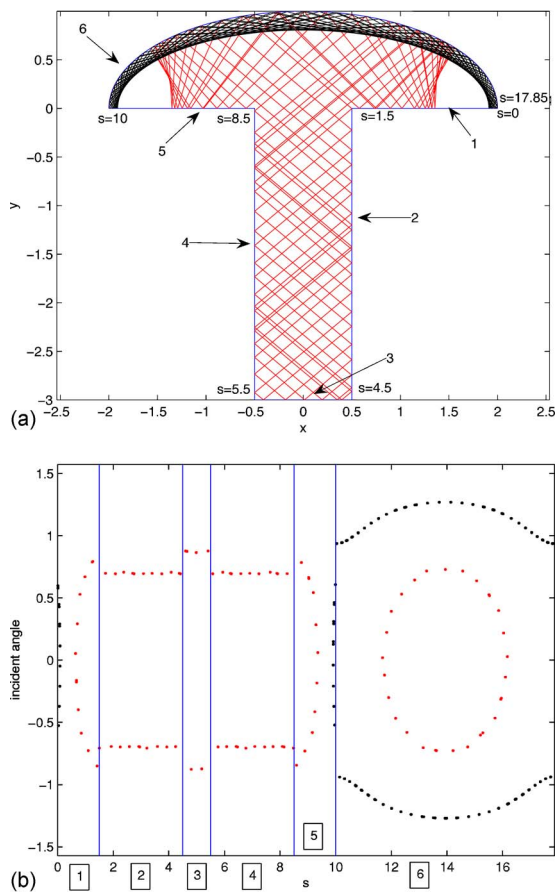 6
0.5
0
s=10
s=8.5
s=1.5
s=17.85
s=0
5
1
-0.5
-1
y
4
2
-1.5
-2
-2.5
3
s=5.5
s=4.5
-3
-2.5 -2 -1.5 -1 -0.5 0 0.5 1 1.5 2 2.5
(a)
x
1.5
1
0.5
incident angle
0
-0.5
-1
-1.5
0 2 4 6 8 10 12 14 16
5
(b)
1 2 3 4 s 6